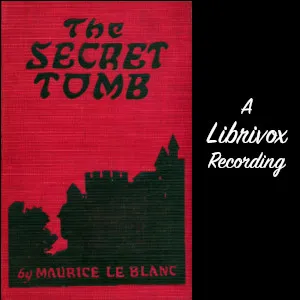 The
SECRET
TOMB
by MAURICE LE BLANC
A
Librivox
Recording